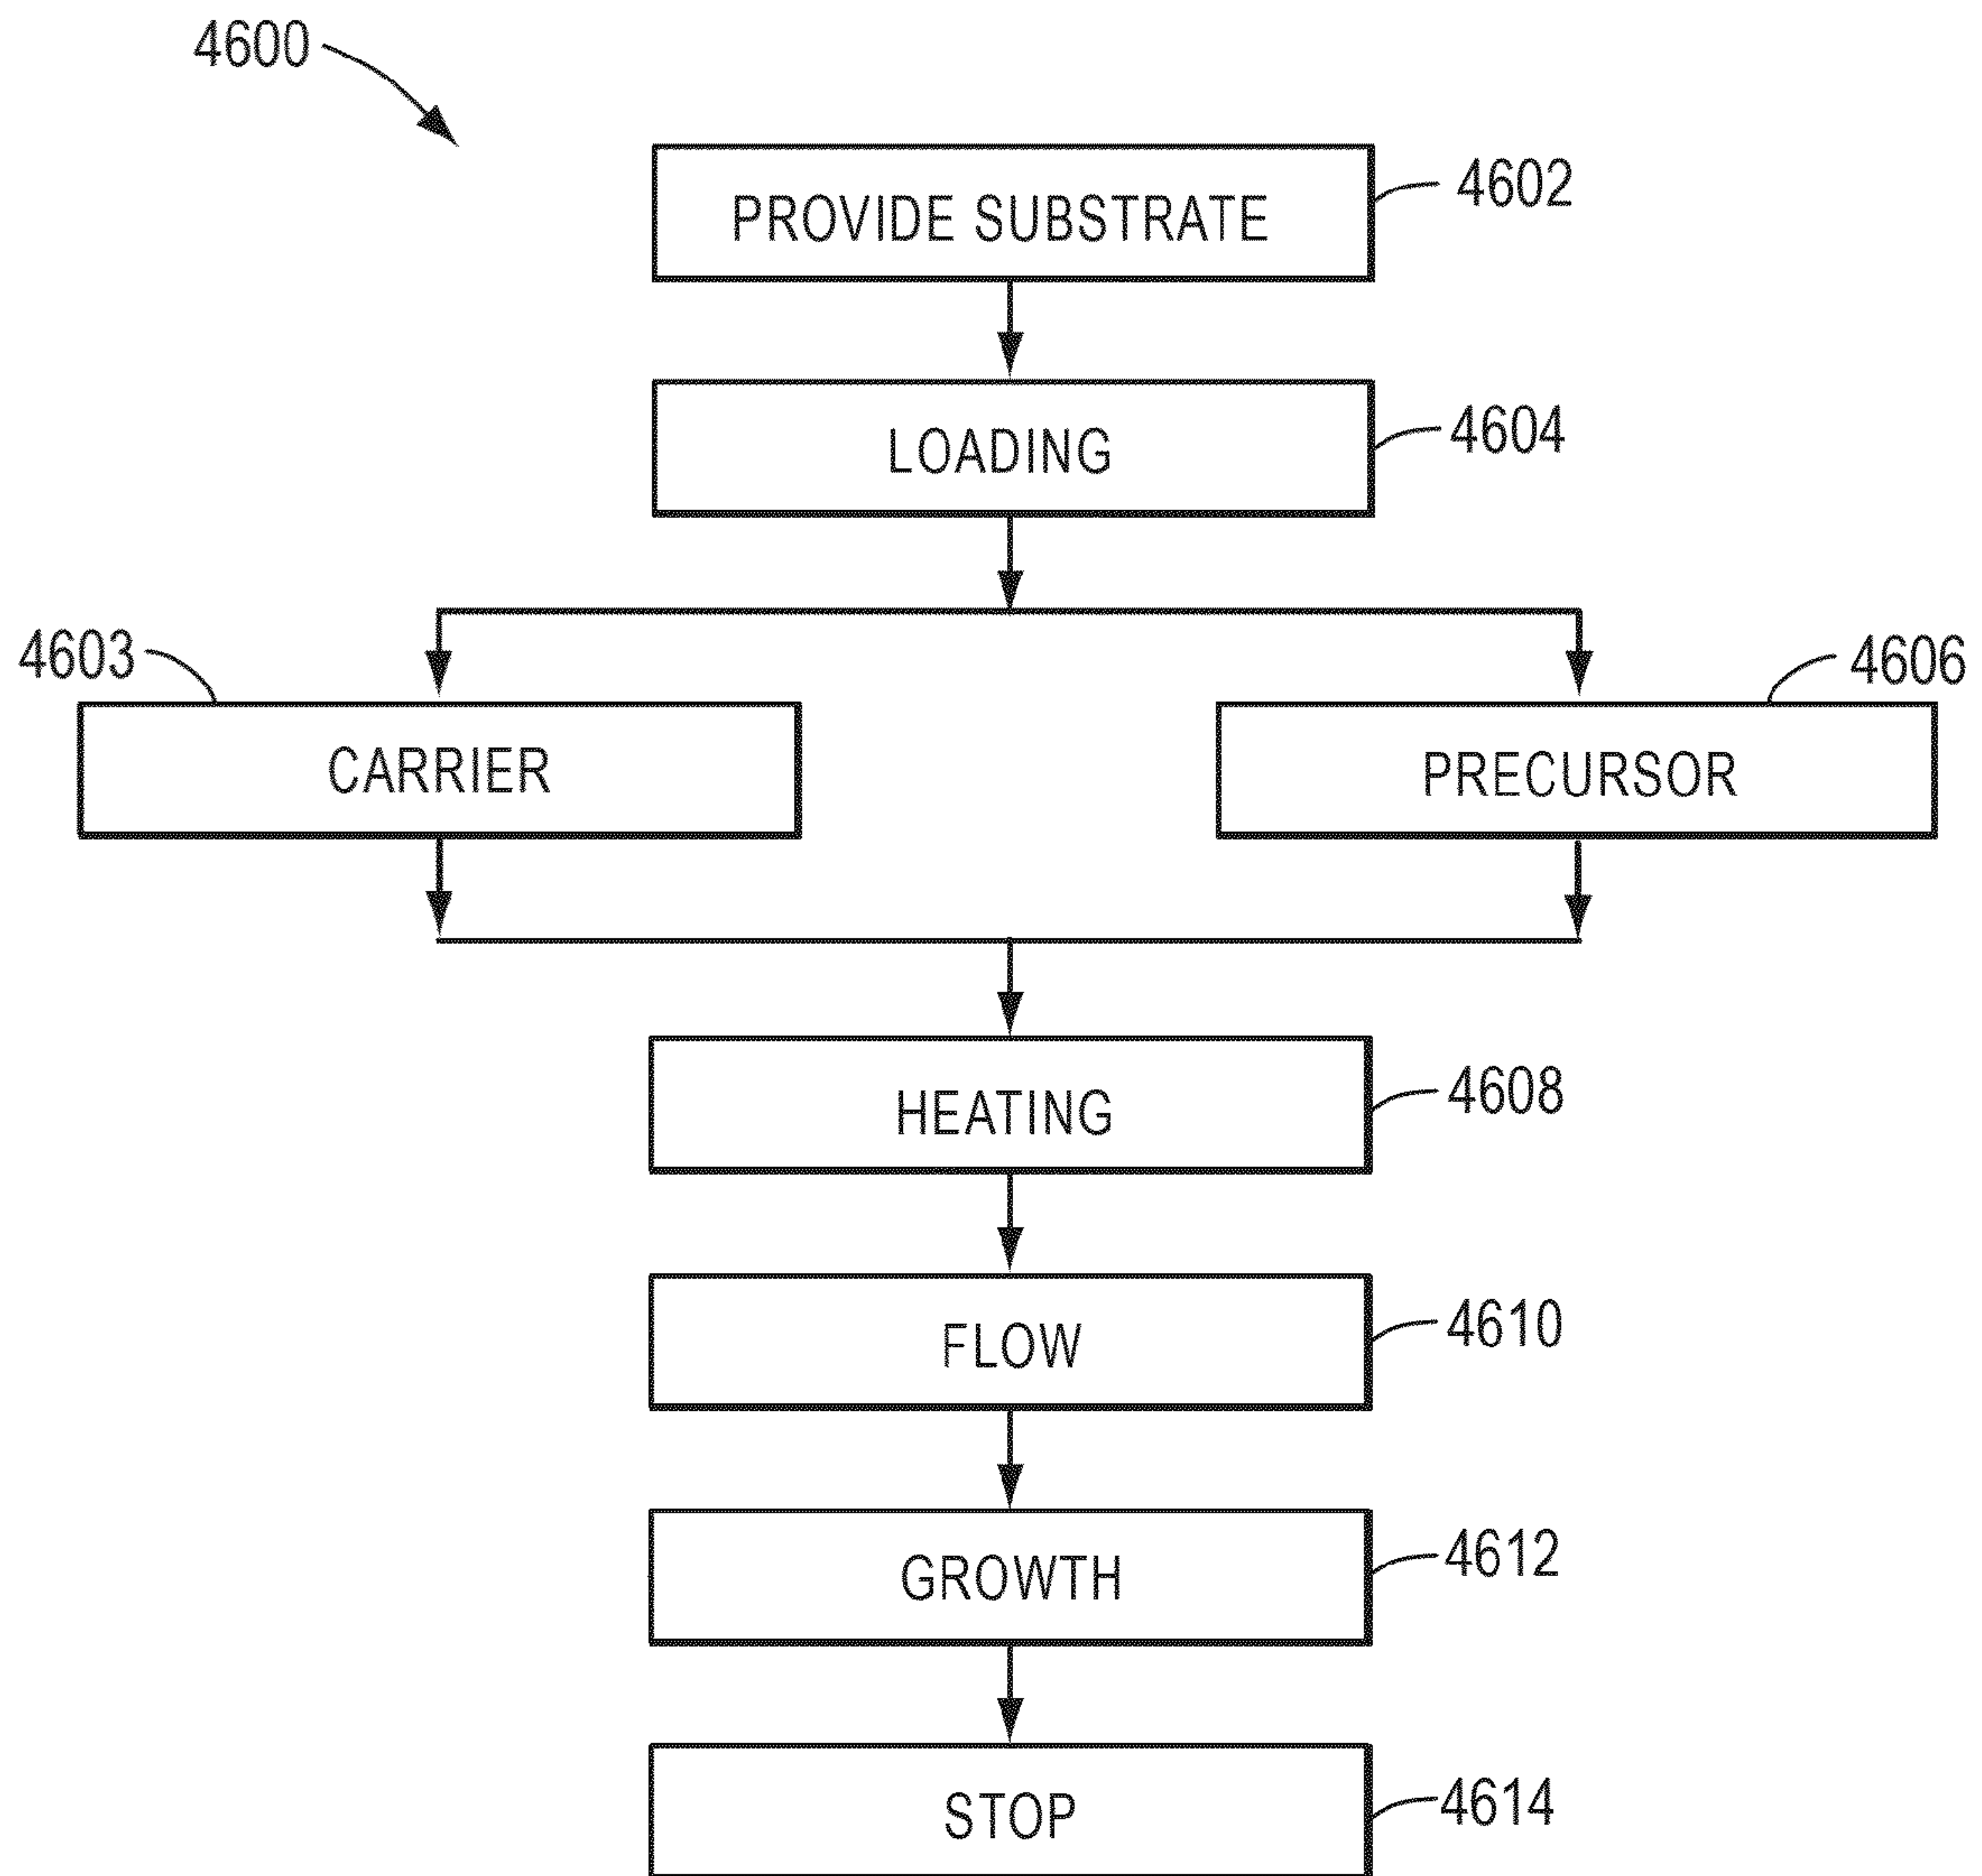 4600
PROVIDE SUBSTRATE
4602
LOADING
4604
4603
CARRIER
4606
PRECURSOR
HEATING
4608
FLOW
4610
GROWTH
4612
STOP
4614